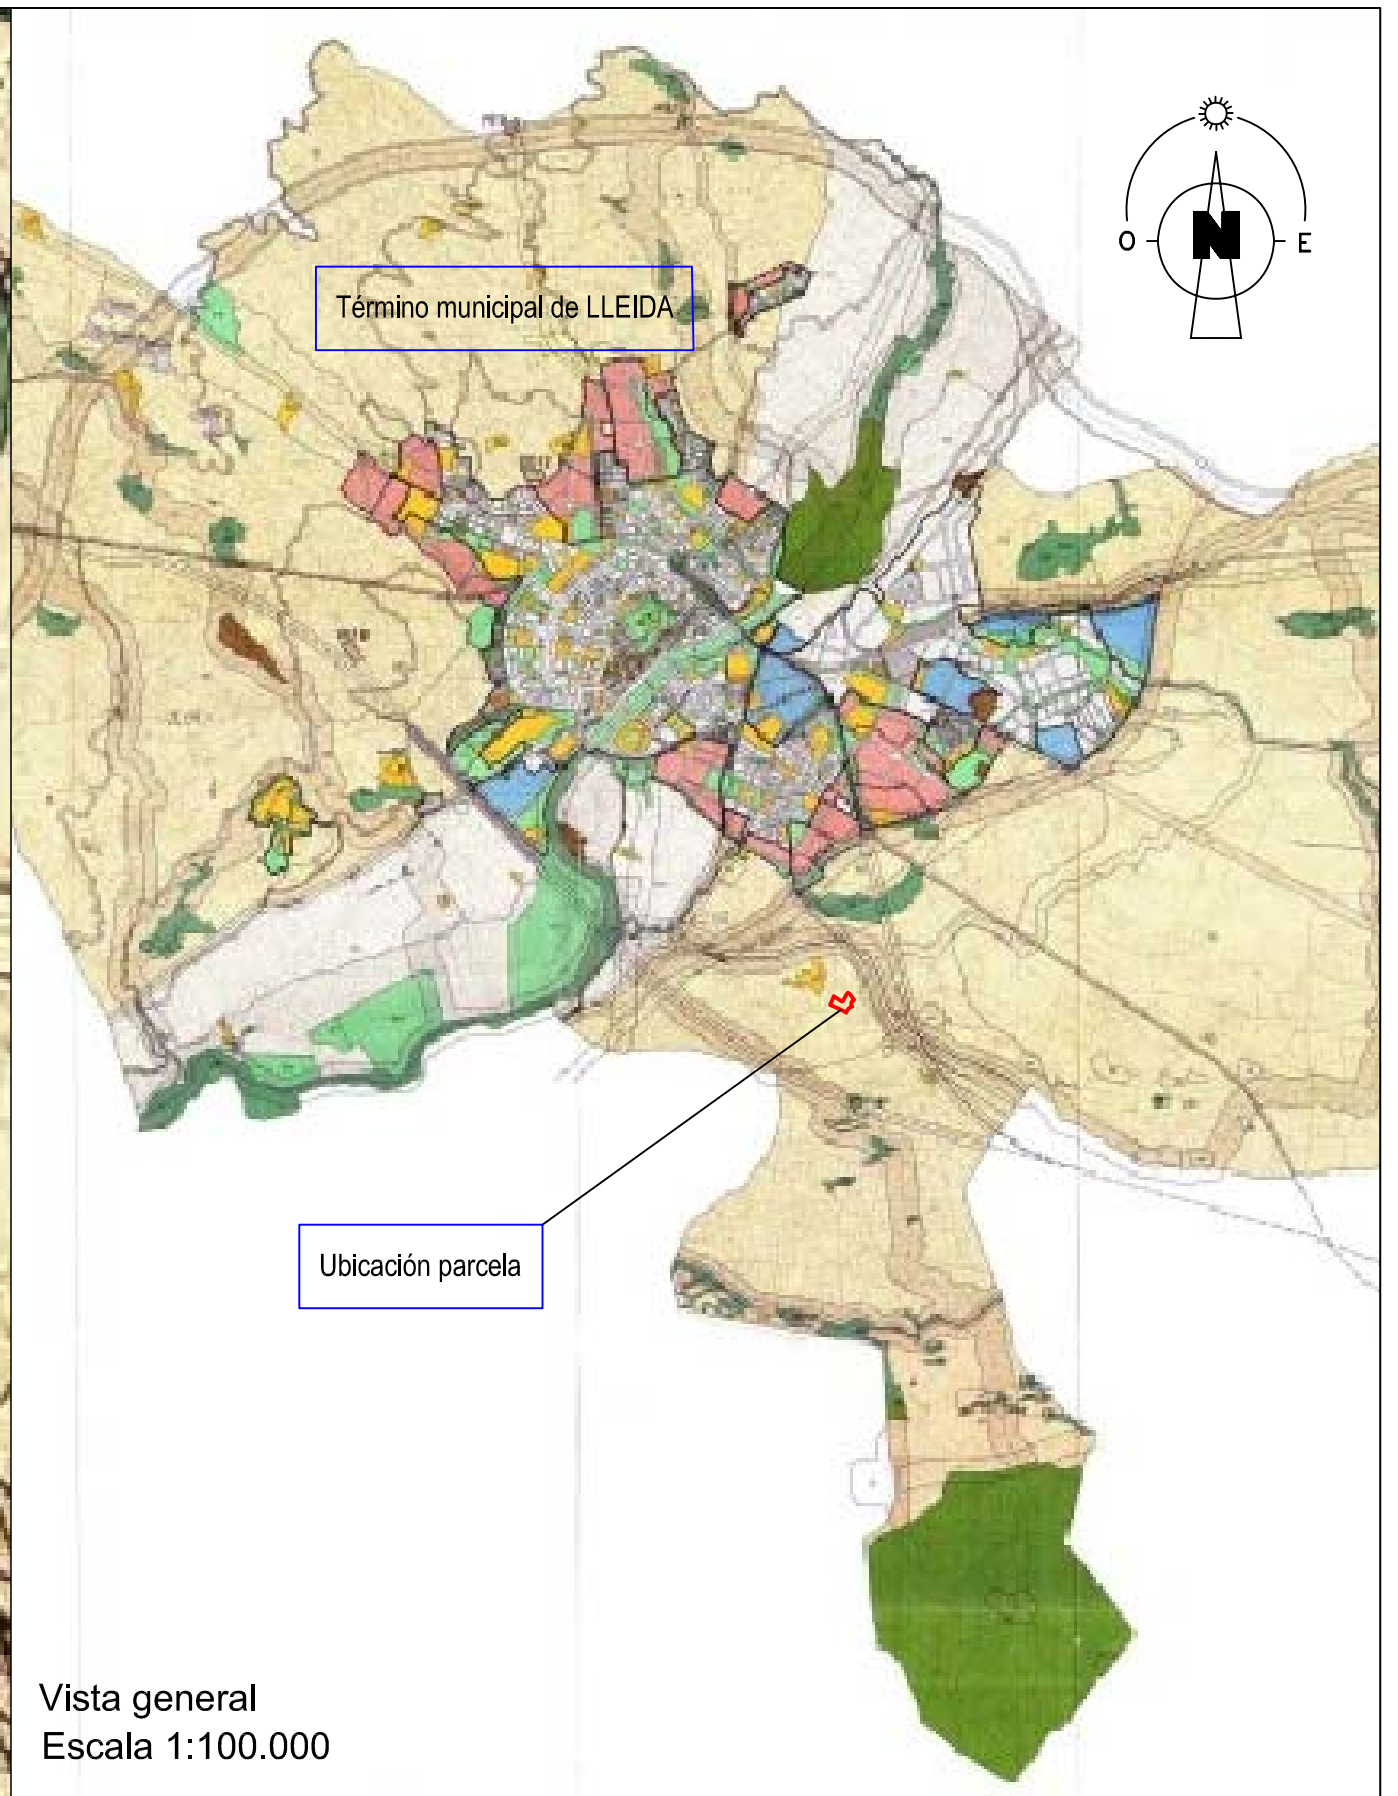 Término municipal de LLEIDA
N
O
E
Ubicación parcela
Vista general
Escala 1:100.000